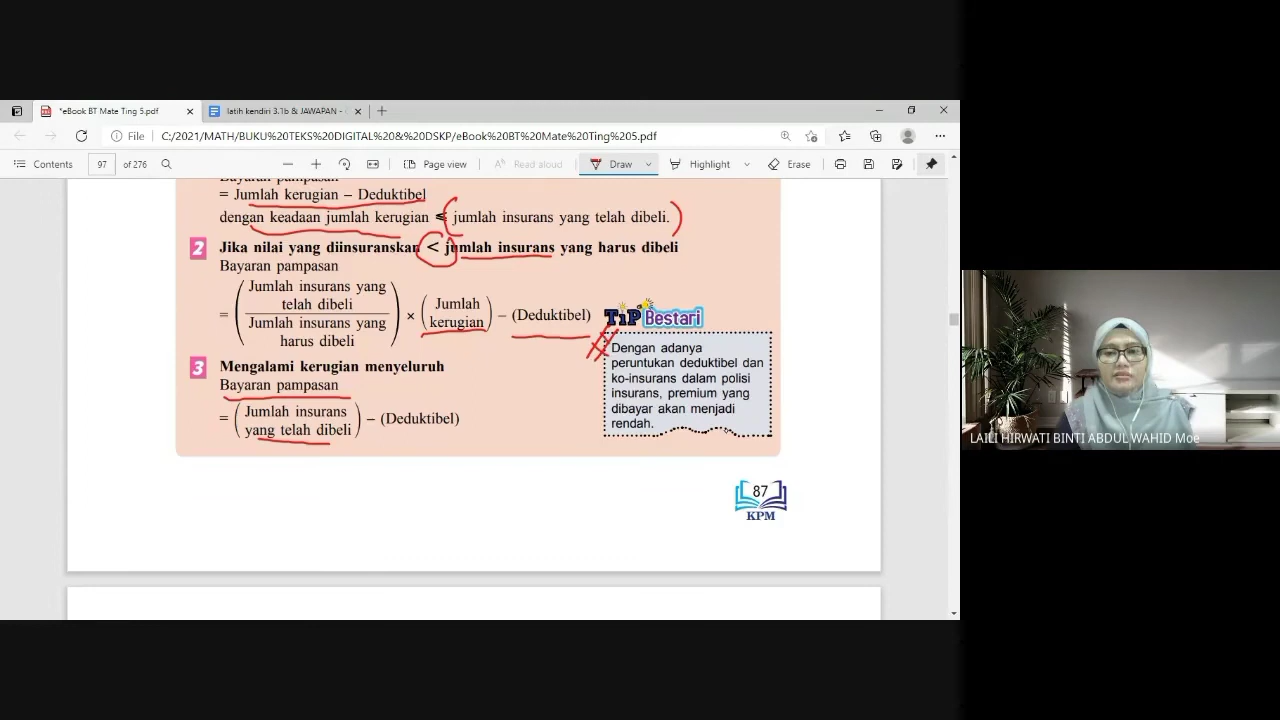 *eBook BT Mate Ting 5.pdf
latih kendiri 3.1b & JAWAPAN -
File
C:/2021/MATH/BUKU%20TEKS%20DIGITAL%20&%20DSKP/eBook%20BT%20Mate%20Ting%205.pdf
Contents
97 of 276
Page view
Read aloud
Draw
Highlight
Erase
Bayaran pampasan
= Jumlah kerugian – Deduktibel
dengan keadaan jumlah kerugian ≤ jumlah insurans yang telah dibeli.
2 Jika nilai yang diinsuranskan < jumlah insurans yang harus dibeli
Bayaran pampasan
Jumlah insurans yang
telah dibeli
Jumlah insurans yang
harus dibeli
= ( ) × ( Jumlah
kerugian ) – (Deduktibel)
3 Mengalami kerugian menyeluruh
Bayaran pampasan
= ( Jumlah insurans
yang telah dibeli ) – (Deduktibel)
TiP Bestari
Dengan adanya
peruntukan deduktibel dan
ko-insurans dalam polisi
insurans, premium yang
dibayar akan menjadi
rendah.
87
KPM
LAILI HIRWATI BINTI ABDUL WAHID Moe